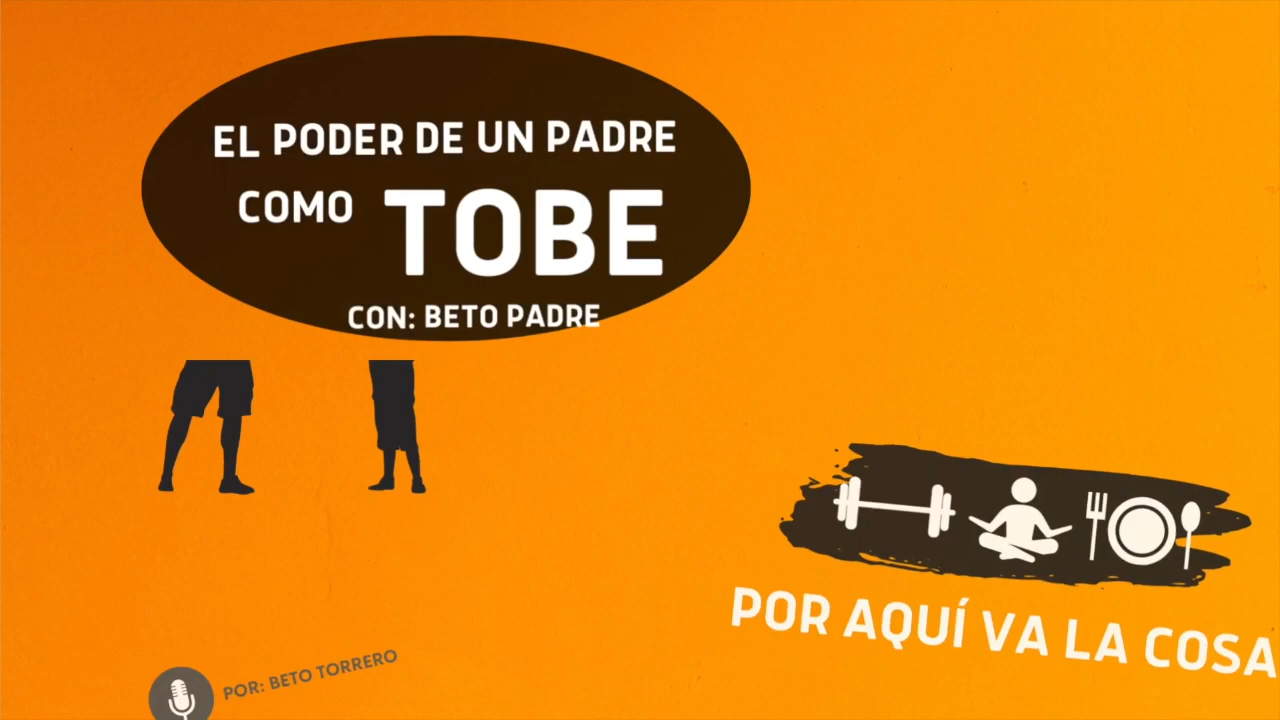 EL PODER DE UN PADRE
COMO TOBE
CON: BETO PADRE
POR AQUÍ VA LA COSA
POR: BETO TORRERO